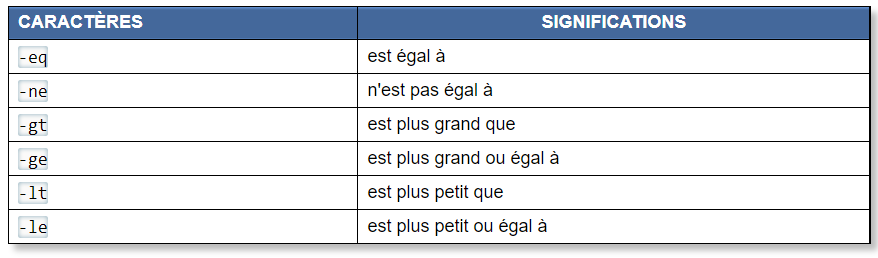 CARACTÈRES SIGNIFICATIONS
-eq est égal à
-ne n'est pas égal à
-gt est plus grand que
-ge est plus grand ou égal à
-lt est plus petit que
-le est plus petit ou égal à